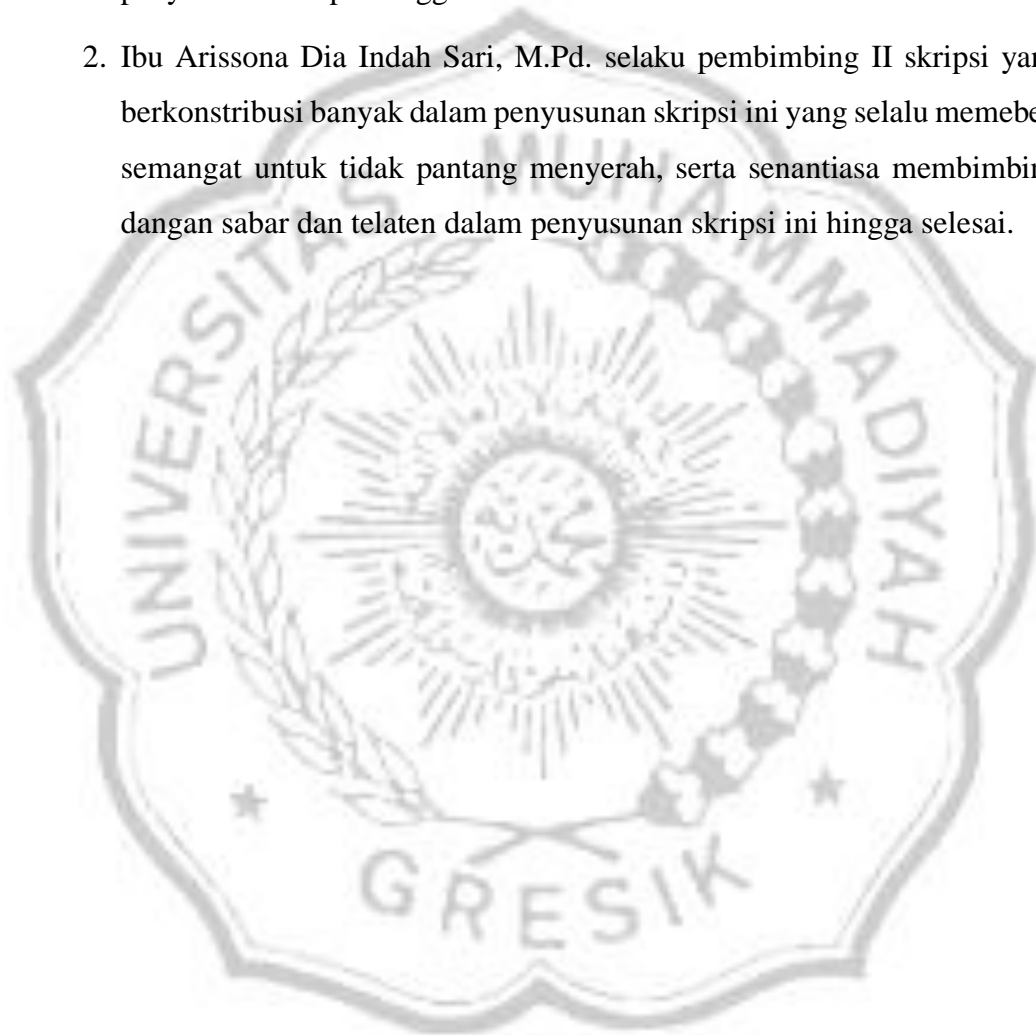 2. Ibu Arissona Dia Indah Sari, M.Pd. selaku pembimbing II skripsi yan
berkonstribusi banyak dalam penyusunan skripsi ini yang selalu memebe
semangat untuk tidak pantang menyerah, serta senantiasa membimbin
dangan sabar dan telaten dalam penyusunan skripsi ini hingga selesai.
UNIVERSITAS MUHAMMADIYAH
GRESIK